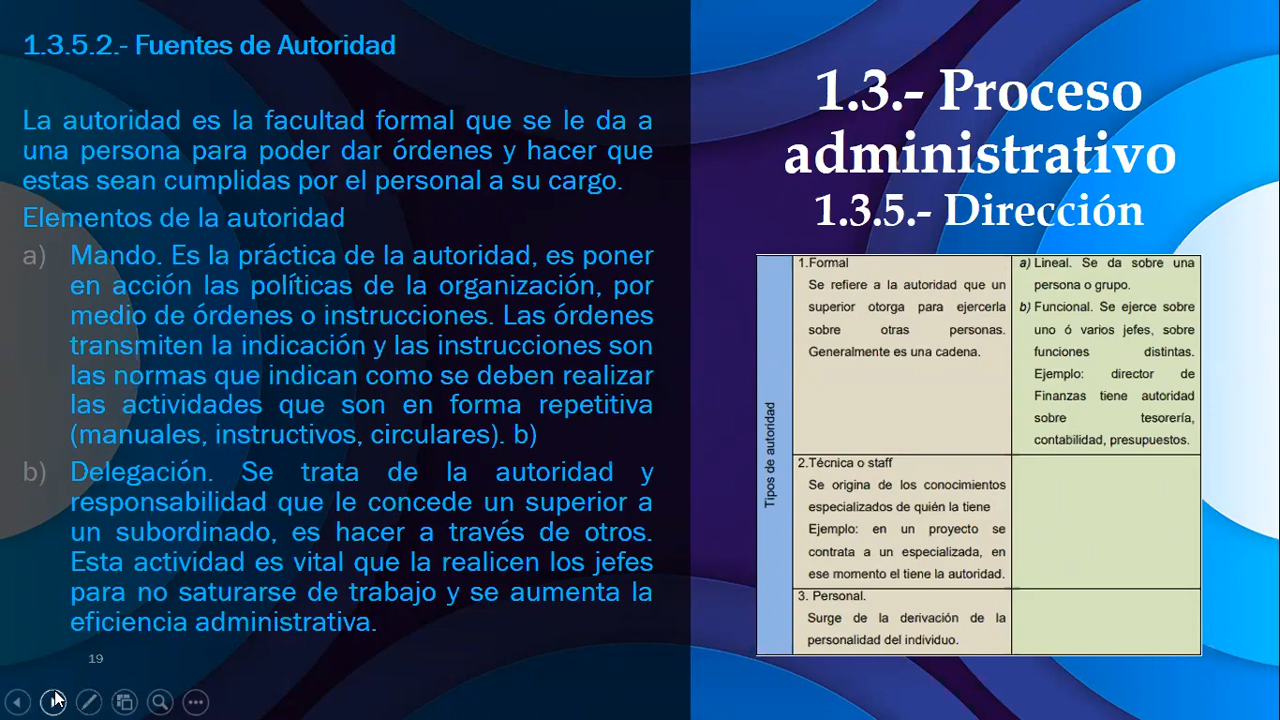 1.3.5.2.- Fuentes de Autoridad
La autoridad es la facultad formal que se le da a
una persona para poder dar órdenes y hacer que
estas sean cumplidas por el personal a su cargo.
Elementos de la autoridad
a) Mando. Es la práctica de la autoridad, es poner
en acción las políticas de la organización, por
medio de órdenes o instrucciones. Las órdenes
transmiten la indicación y las instrucciones son
las normas que indican como se deben realizar
las actividades que son en forma repetitiva
(manuales, instructivos, circulares). b)
b) Delegación. Se trata de la autoridad y
responsabilidad que le concede un superior a
un subordinado, es hacer a través de otros.
Esta actividad es vital que la realicen los jefes
para no saturarse de trabajo y se aumenta la
eficiencia administrativa.
19
1.3.- Proceso
administrativo
1.3.5.- Dirección
Tipos de autoridad
1.Formal
Se refiere a la autoridad que un
superior otorga para ejercerla
sobre otras personas.
Generalmente es una cadena.
a) Lineal. Se da sobre una
persona o grupo.
b) Funcional. Se ejerce sobre
uno ó varios jefes, sobre
funciones distintas.
Ejemplo: director de
Finanzas tiene autoridad
sobre tesorería,
contabilidad, presupuestos.
2.Técnica o staff
Se origina de los conocimientos
especializados de quién la tiene
Ejemplo: en un proyecto se
contrata a un especializada, en
ese momento el tiene la autoridad.
3. Personal.
Surge de la derivación de la
personalidad del individuo.